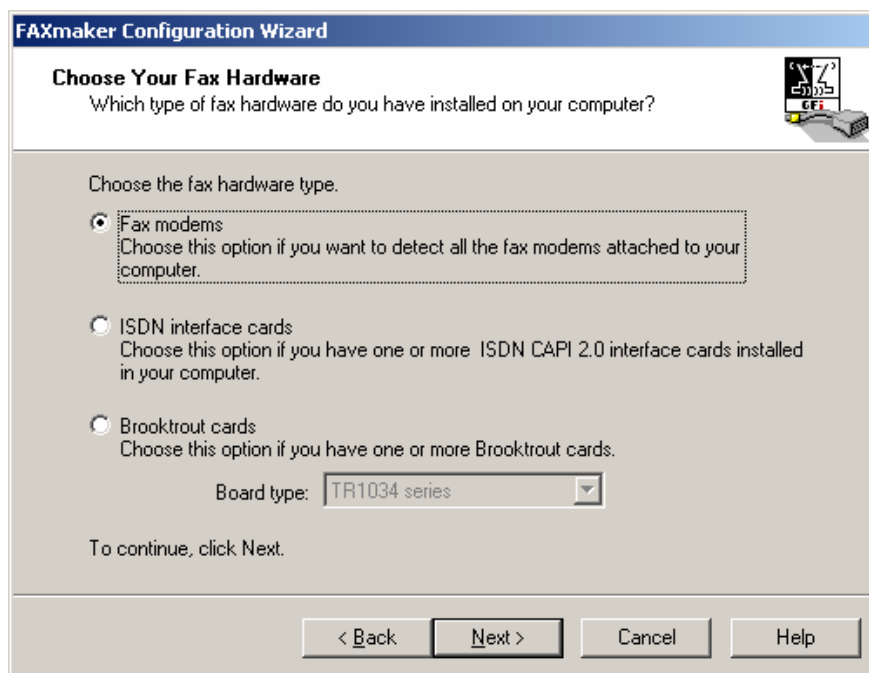 FAXmaker Configuration Wizard
Choose Your Fax Hardware
Which type of fax hardware do you have installed on your computer?
GFi
Choose the fax hardware type.
Fax modems
Choose this option if you want to detect all the fax modems attached to your
computer.
ISDN interface cards
Choose this option if you have one or more ISDN CAPI 2.0 interface cards installed
in your computer.
Brooktrout cards
Choose this option if you have one or more Brooktrout cards.
Board type: TR1034 series
To continue, click Next.
< Back Next > Cancel Help